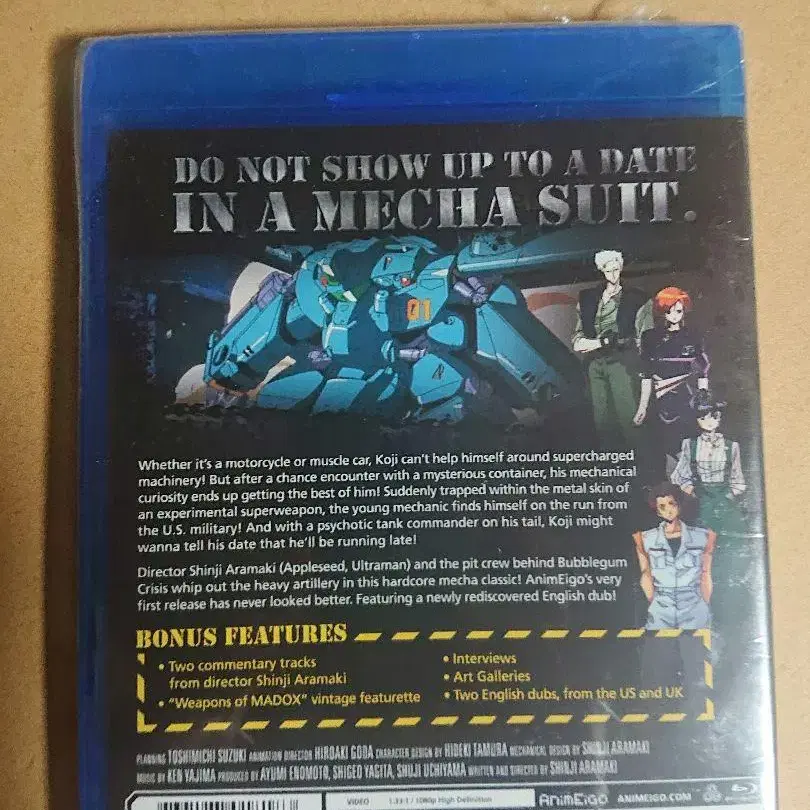 DO NOT SHOW UP TO A DATE
IN A MECHA SUIT.
01
Whether it's a motorcycle or muscle car, Koji can't help himself around supercharged
machinery! But after a chance encounter with a mysterious container, his mechanical
curiosity ends up getting the best of him! Suddenly trapped within the metal skin of
an experimental superweapon, the young mechanic finds himself on the run from
the U.S. military! And with a psychotic tank commander on his tail, Koji might
wanna tell his date that he'll be running late!
Director Shinji Aramaki (Appleseed, Ultraman) and the pit crew behind Bubblegum
Crisis whip out the heavy artillery in this hardcore mecha classic! AnimEigo's very
first release has never looked better. Featuring a newly rediscovered English dub!
BONUS FEATURES
• Two commentary tracks
from director Shinji Aramaki
• "Weapons of MADOX" vintage featurette
• Interviews
• Art Galleries
• Two English dubs, from the US and UK
PLANNING TOSHIMICHI SUZUKI ANIMATION DIRECTOR HIROAKI GODA CHARACTER DESIGN BY HIDEKI TAMURA MECHANICAL DESIGN BY SHINJI ARAMAKI
MUSIC BY KEN YAJIMA PRODUCED BY AYUMI ENOMOTO, SHIGEO YAGITA, SHUJI UCHIYAMA WRITTEN AND DIRECTED BY SHINJI ARAMAKI
VIDEO 1.33:1 / 1080p High Definition
AnimEigo ANIMEIGO.COM